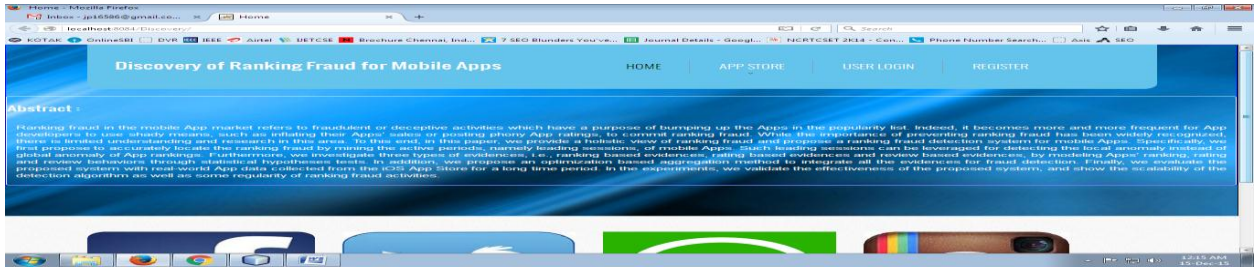 Home - Mozilla Firefox
Inbox - jp16586@gmail.co...
Home
localhost:8084/Discovery/
Search
KOTAK OnlineSBI DVR IEEE Airtel IJETCSE Brochure Chennai, Ind... 7 SEO Blunders You've... Journal Details - Googl... NCRTCSET 2K14 - Con... Phone Number Search... Axis SEO
Discovery of Ranking Fraud for Mobile Apps
HOME APP STORE USER LOGIN REGISTER
Abstract :
Ranking fraud in the mobile App market refers to fraudulent or deceptive activities which have a purpose of bumping up the Apps in the popularity list. Indeed, it becomes more and more frequent for App
developers to use shady means, such as inflating their Apps' sales or posting phony App ratings, to commit ranking fraud. While the importance of preventing ranking fraud has been widely recognized,
there is limited understanding and research in this area. To this end, in this paper, we provide a holistic view of ranking fraud and propose a ranking fraud detection system for mobile Apps. Specifically, we
first propose to accurately locate the ranking fraud by mining the active periods, namely leading sessions, of mobile Apps. Such leading sessions can be leveraged for detecting the local anomaly instead of
global anomaly of App rankings. Furthermore, we investigate three types of evidences, i.e., ranking based evidences, rating based evidences and review based evidences, by modeling Apps' ranking, rating
and review behaviors through statistical hypotheses tests. In addition, we propose an optimization based aggregation method to integrate all the evidences for fraud detection. Finally, we evaluate the
proposed system with real-world App data collected from the iOS App Store for a long time period. In the experiments, we validate the effectiveness of the proposed system, and show the scalability of the
detection algorithm as well as some regularity of ranking fraud activities.
12:15 AM
15-Dec-15